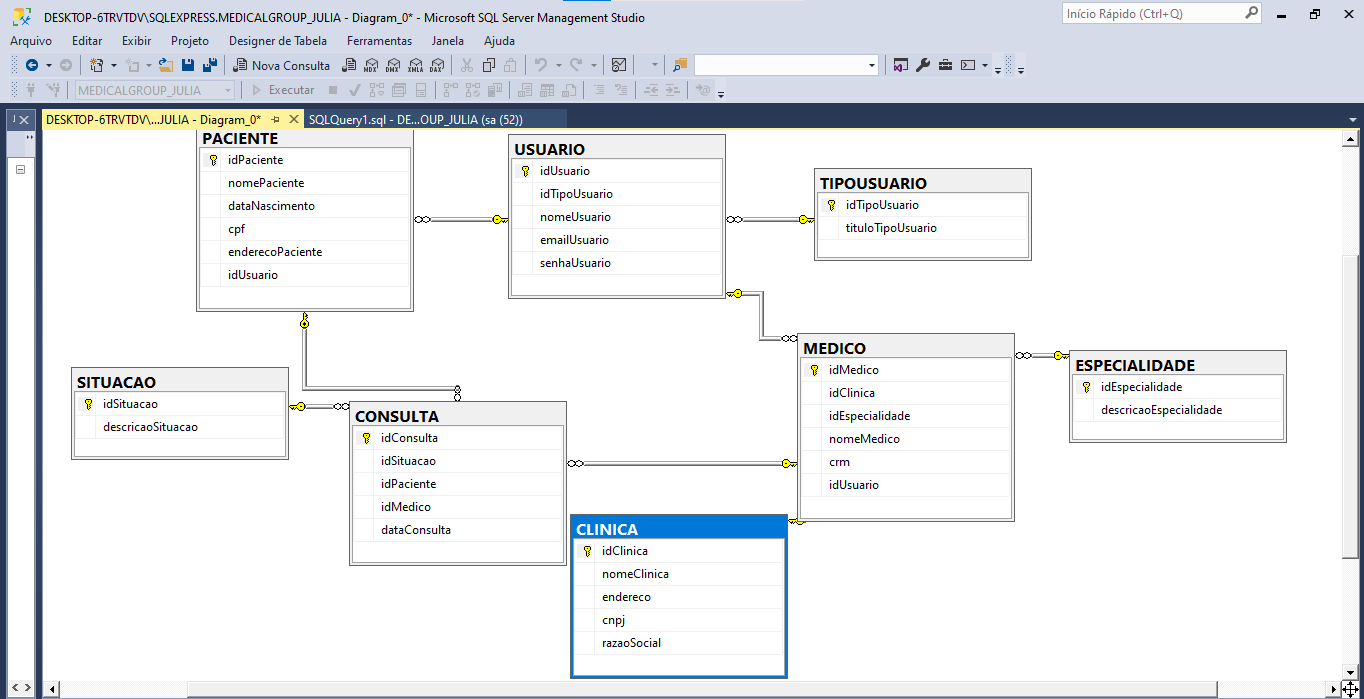 DESKTOP-6TRVTDV\SQLEXPRESS.MEDICALGROUP_JULIA - Diagram_0* - Microsoft SQL Server Management Studio
Início Rápido (Ctrl+Q)
Arquivo Editar Exibir Projeto Designer de Tabela Ferramentas Janela Ajuda
Nova Consulta MDX DMX XMLA DAX
MEDICALGROUP_JULIA Executar
DESKTOP-6TRVTDV\...JULIA - Diagram_0* SQLQuery1.sql - DE...OUP_JULIA (sa (52))
PACIENTE
idPaciente
nomePaciente
dataNascimento
cpf
enderecoPaciente
idUsuario
USUARIO
idUsuario
idTipoUsuario
nomeUsuario
emailUsuario
senhaUsuario
TIPOUSUARIO
idTipoUsuario
tituloTipoUsuario
SITUACAO
idSituacao
descricaoSituacao
CONSULTA
idConsulta
idSituacao
idPaciente
idMedico
dataConsulta
MEDICO
idMedico
idClinica
idEspecialidade
nomeMedico
crm
idUsuario
ESPECIALIDADE
idEspecialidade
descricaoEspecialidade
CLINICA
idClinica
nomeClinica
endereco
cnpj
razaoSocial